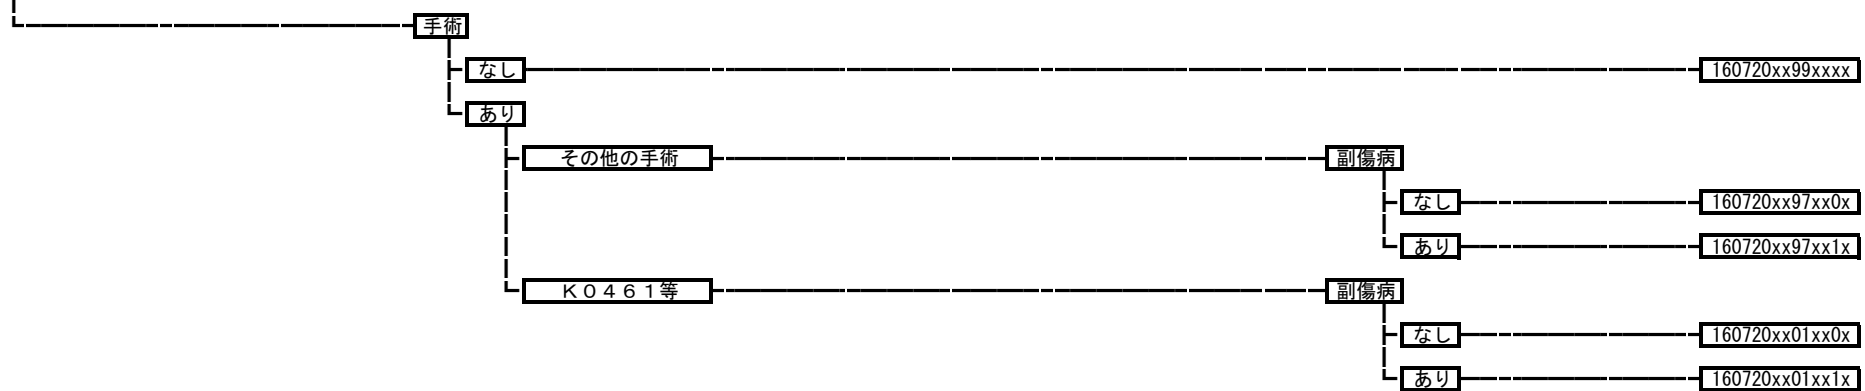 手術
なし 160720xx99xxxx
あり
その他の手術 副傷病
なし 160720xx97xx0x
あり 160720xx97xx1x
K0461等 副傷病
なし 160720xx01xx0x
あり 160720xx01xx1x